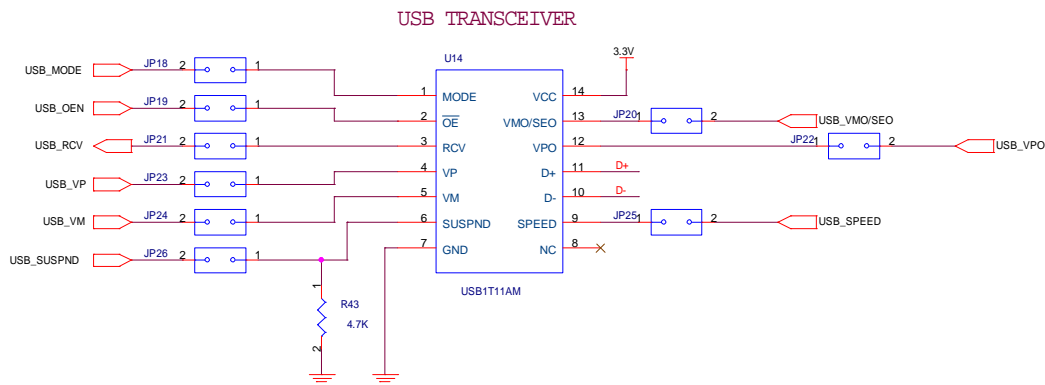 USB TRANSCEIVER
3.3V
U14
USB_MODE
JP18
2
1
1
MODE
VCC
14
USB_OEN
JP19
2
1
2
OE
VMO/SEO
13
JP20
1
2
USB_VMO/SEO
USB_RCV
JP21
2
1
3
RCV
VPO
12
JP22
1
2
USB_VPO
USB_VP
JP23
2
1
4
VP
D+
11
D+
USB_VM
JP24
2
1
5
VM
D-
10
D-
6
SUSPND
SPEED
9
JP25
1
2
USB_SPEED
USB_SUSPND
JP26
2
1
7
GND
NC
8
USB1T11AM
1
R43
4.7K
2